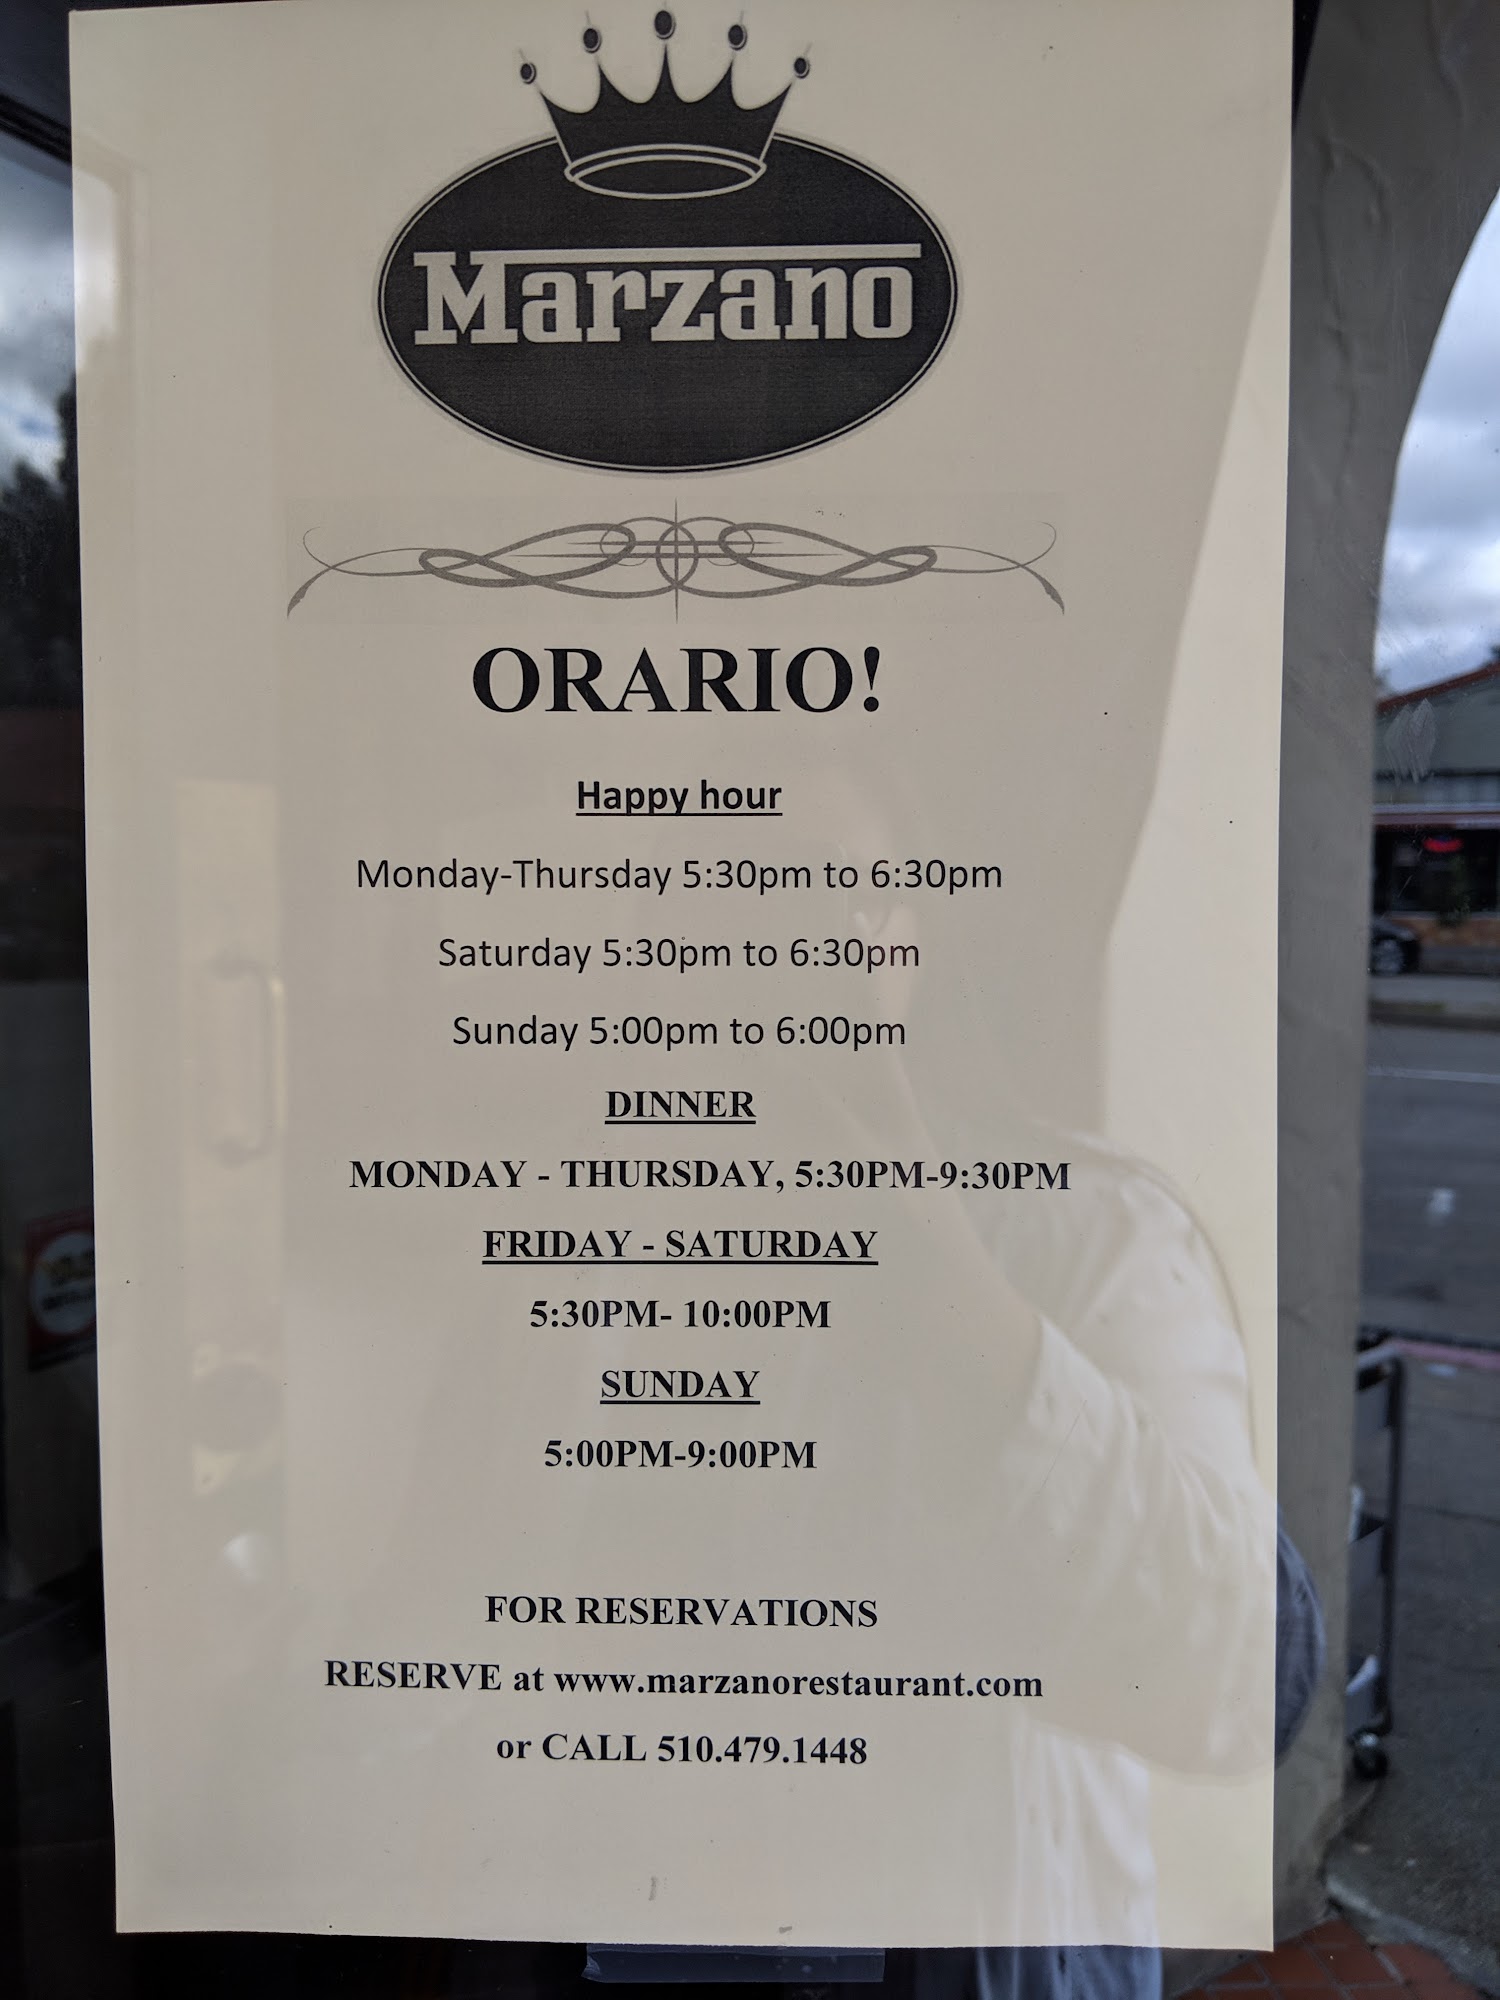 Marzano
ORARIO!
Happy hour
Monday-Thursday 5:30pm to 6:30pm
Saturday 5:30pm to 6:30pm
Sunday 5:00pm to 6:00pm
DINNER
MONDAY - THURSDAY, 5:30PM-9:30PM
FRIDAY - SATURDAY
5:30PM- 10:00PM
SUNDAY
5:00PM-9:00PM
FOR RESERVATIONS
RESERVE at www.marzanorestaurant.com
or CALL 510.479.1448